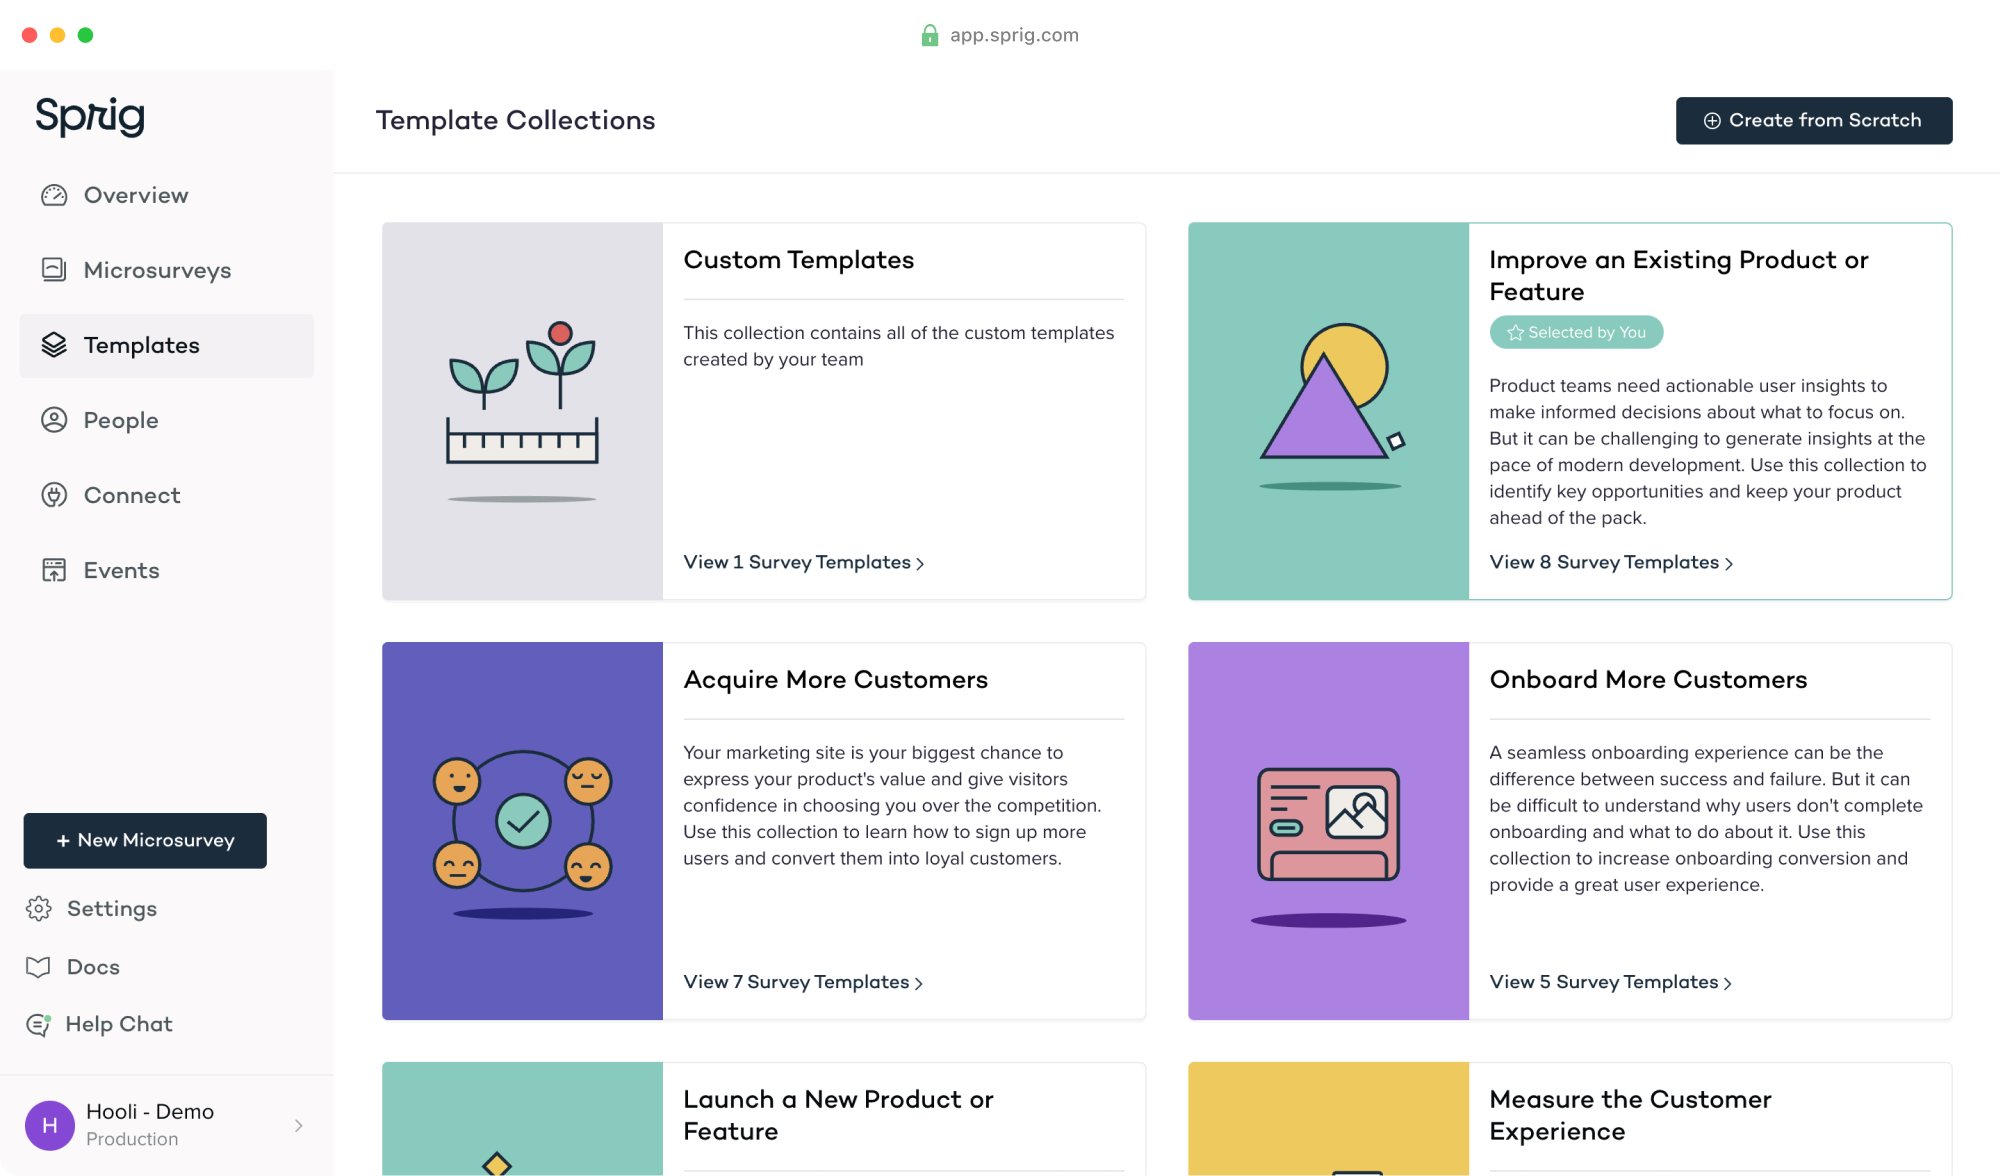 app.sprig.com
Sprig
Overview
Microsurveys
Templates
People
Connect
Events
+ New Microsurvey
Settings
Docs
Help Chat
H
Hooli - Demo
Production
Template Collections
Create from Scratch
Custom Templates
This collection contains all of the custom templates
created by your team
View 1 Survey Templates
Improve an Existing Product or
Feature
Selected by You
Product teams need actionable user insights to
make informed decisions about what to focus on.
But it can be challenging to generate insights at the
pace of modern development. Use this collection to
identify key opportunities and keep your product
ahead of the pack.
View 8 Survey Templates
Acquire More Customers
Your marketing site is your biggest chance to
express your product's value and give visitors
confidence in choosing you over the competition.
Use this collection to learn how to sign up more
users and convert them into loyal customers.
View 7 Survey Templates
Onboard More Customers
A seamless onboarding experience can be the
difference between success and failure. But it can
be difficult to understand why users don't complete
onboarding and what to do about it. Use this
collection to increase onboarding conversion and
provide a great user experience.
View 5 Survey Templates
Launch a New Product or
Feature
Measure the Customer
Experience